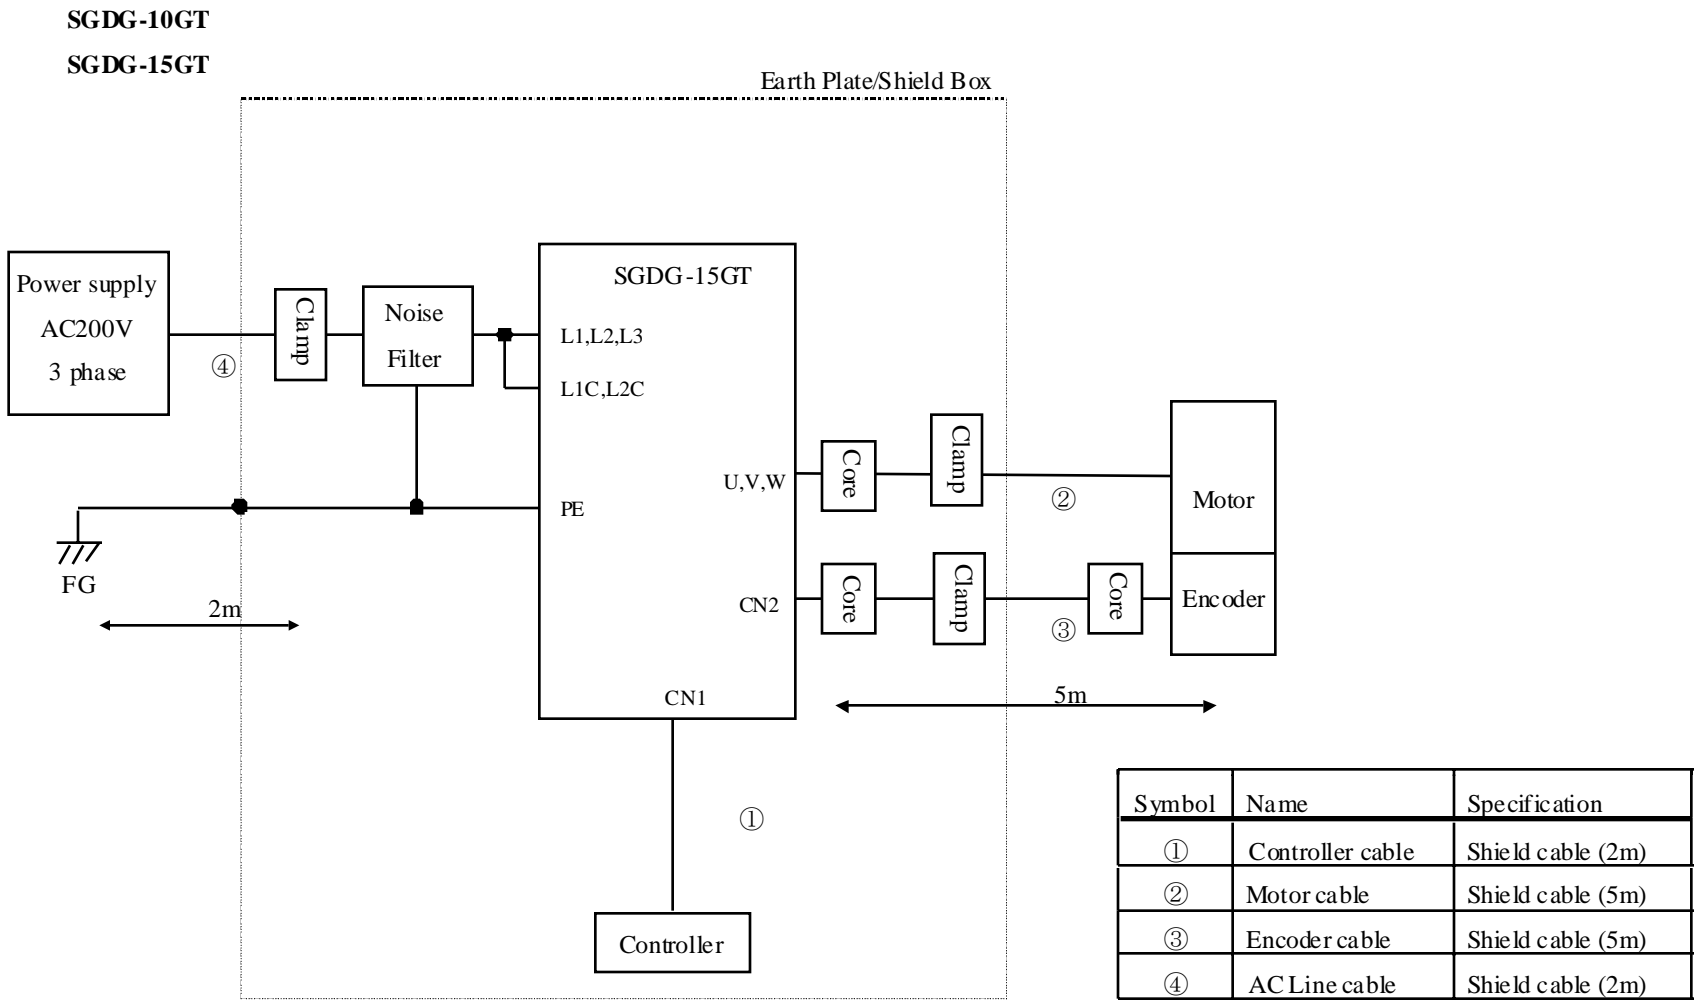 SGDG-10GT
SGDG-15GT
Earth Plate/Shield Box
Power supply
AC200V
3 phase
④
Clamp
Noise
Filter
SGDG-15GT
L1,L2,L3
L1C,L2C
PE
FG
2m
U,V,W
Core
Clamp
②
Motor
CN2
Core
Clamp
③
Core
Encoder
5m
CN1
①
Controller
Symbol Name Specification
① Controller cable Shield cable (2m)
② Motor cable Shield cable (5m)
③ Encoder cable Shield cable (5m)
④ AC Line cable Shield cable (2m)